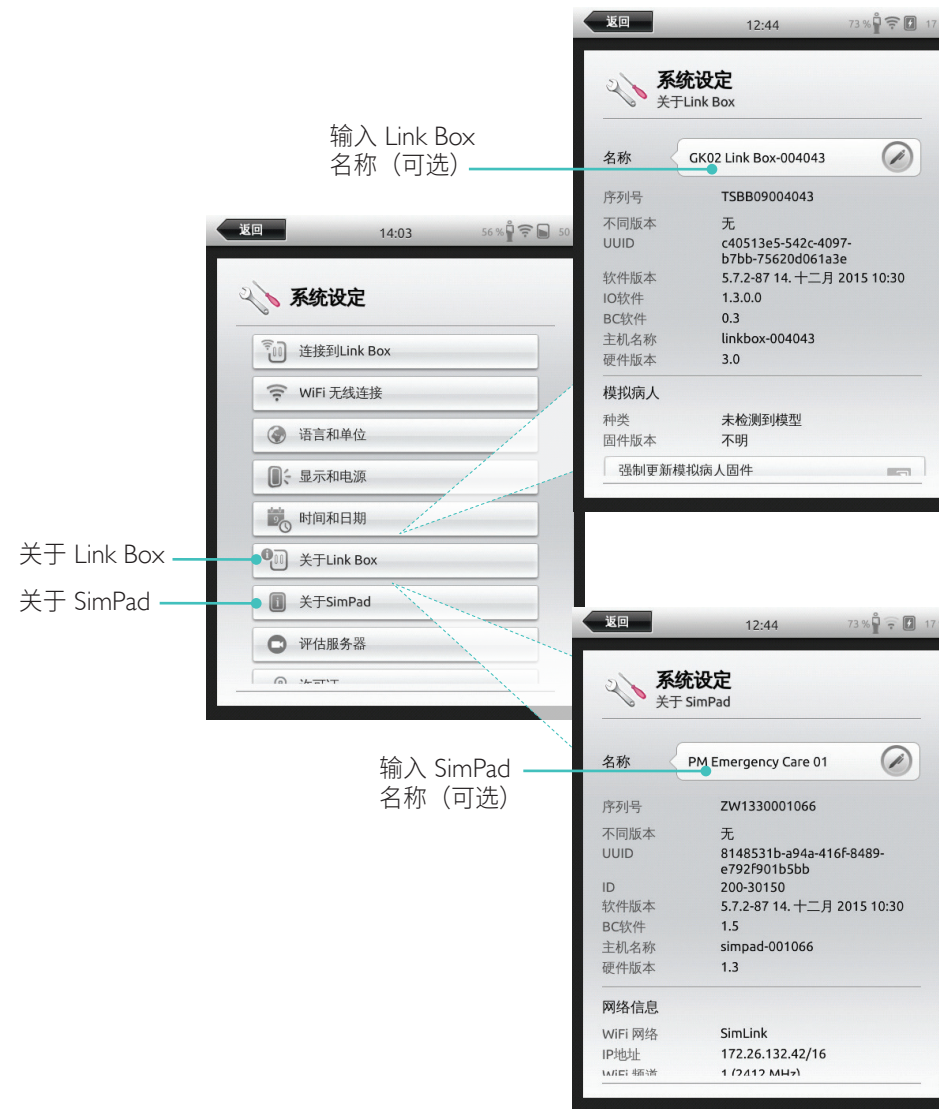 返回
12:44
73 %
17
系统设定
关于Link Box
输入 Link Box
名称（可选）
名称
GK02 Link Box-004043
序列号 TSBB09004043
不同版本 无
UUID c40513e5-542c-4097-
b7bb-75620d061a3e
软件版本 5.7.2-87 14. 十二月 2015 10:30
IO软件 1.3.0.0
BC软件 0.3
主机名称 linkbox-004043
硬件版本 3.0
模拟病人
种类 未检测到模型
固件版本 不明
强制更新模拟病人固件
返回
14:03
56 %
50
系统设定
连接到Link Box
WiFi 无线连接
语言和单位
显示和电源
时间和日期
关于Link Box
关于SimPad
评估服务器
许可证
关于 Link Box
关于 SimPad
返回
12:44
73 %
17
系统设定
关于 SimPad
输入 SimPad
名称（可选）
名称
PM Emergency Care 01
序列号 ZW1330001066
不同版本 无
UUID 8148531b-a94a-416f-8489-
e792f901b5bb
ID 200-30150
软件版本 5.7.2-87 14. 十二月 2015 10:30
BC软件 1.5
主机名称 simpad-001066
硬件版本 1.3
网络信息
WiFi 网络 SimLink
IP地址 172.26.132.42/16
WiFi 频道 1 (2412 MHz)